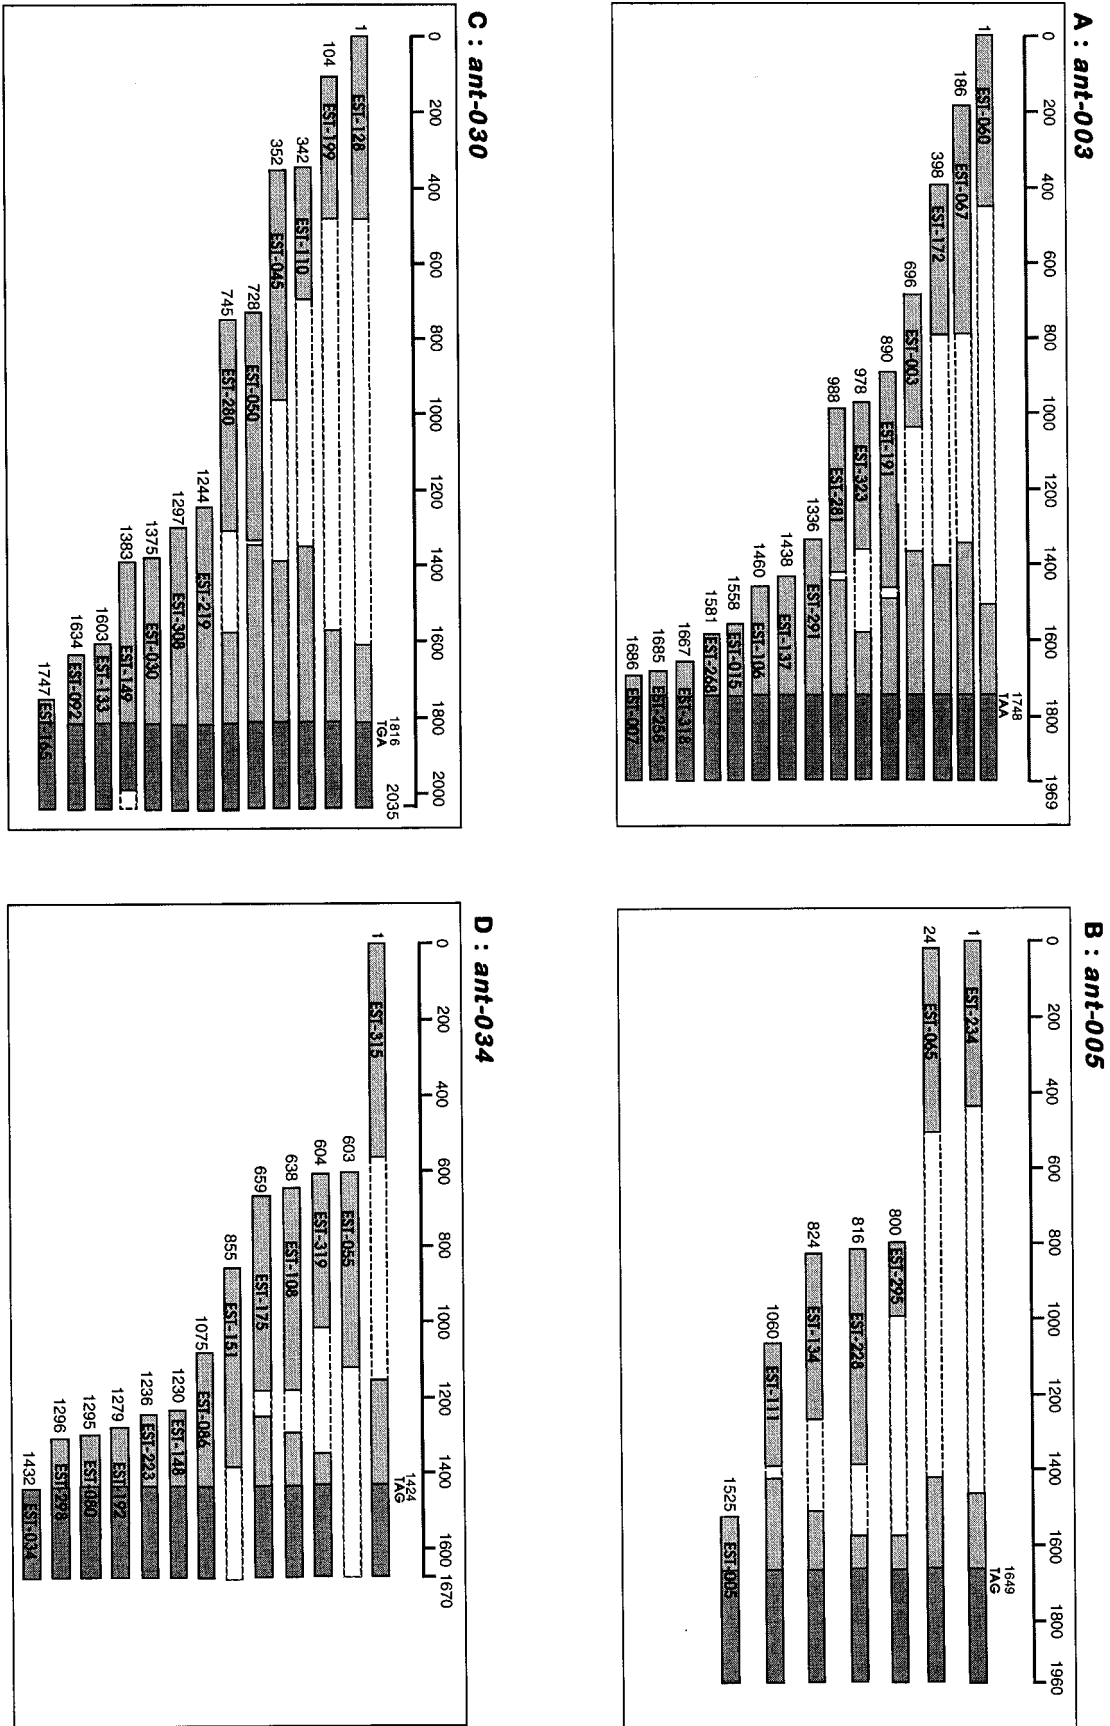 A : ant-003
0 200 400 600 800 1000 1200 1400 1600 1800 1969
1748
TAA
1 EST-060
186 EST-067
398 EST-172
696 EST-003
890 EST-191
978 EST-323
988 EST-281
1336 EST-291
1438 EST-137
1460 EST-106
1558 EST-015
1581 EST-268
1667 EST-318
1685 EST-258
1686 EST-007
B : ant-005
0 200 400 600 800 1000 1200 1400 1600 1800 1960
1649
TAG
1 EST-234
24 EST-065
800 EST-295
816 EST-228
824 EST-134
1060 EST-111
1525 EST-005
C : ant-030
0 200 400 600 800 1000 1200 1400 1600 1800 2000
2035
1816
TGA
1 EST-128
104 EST-199
342 EST-110
352 EST-045
728 EST-050
745 EST-280
1244 EST-219
1297 EST-308
1375 EST-030
1383 EST-149
1603 EST-133
1634 EST-092
1747 EST-165
D : ant-034
0 200 400 600 800 1000 1200 1400 1600 1670
1424
TAG
1 EST-315
603 EST-055
604 EST-319
638 EST-108
659 EST-175
855 EST-151
1075 EST-086
1230 EST-148
1236 EST-223
1279 EST-192
1295 EST-080
1296 EST-298
1432 EST-034